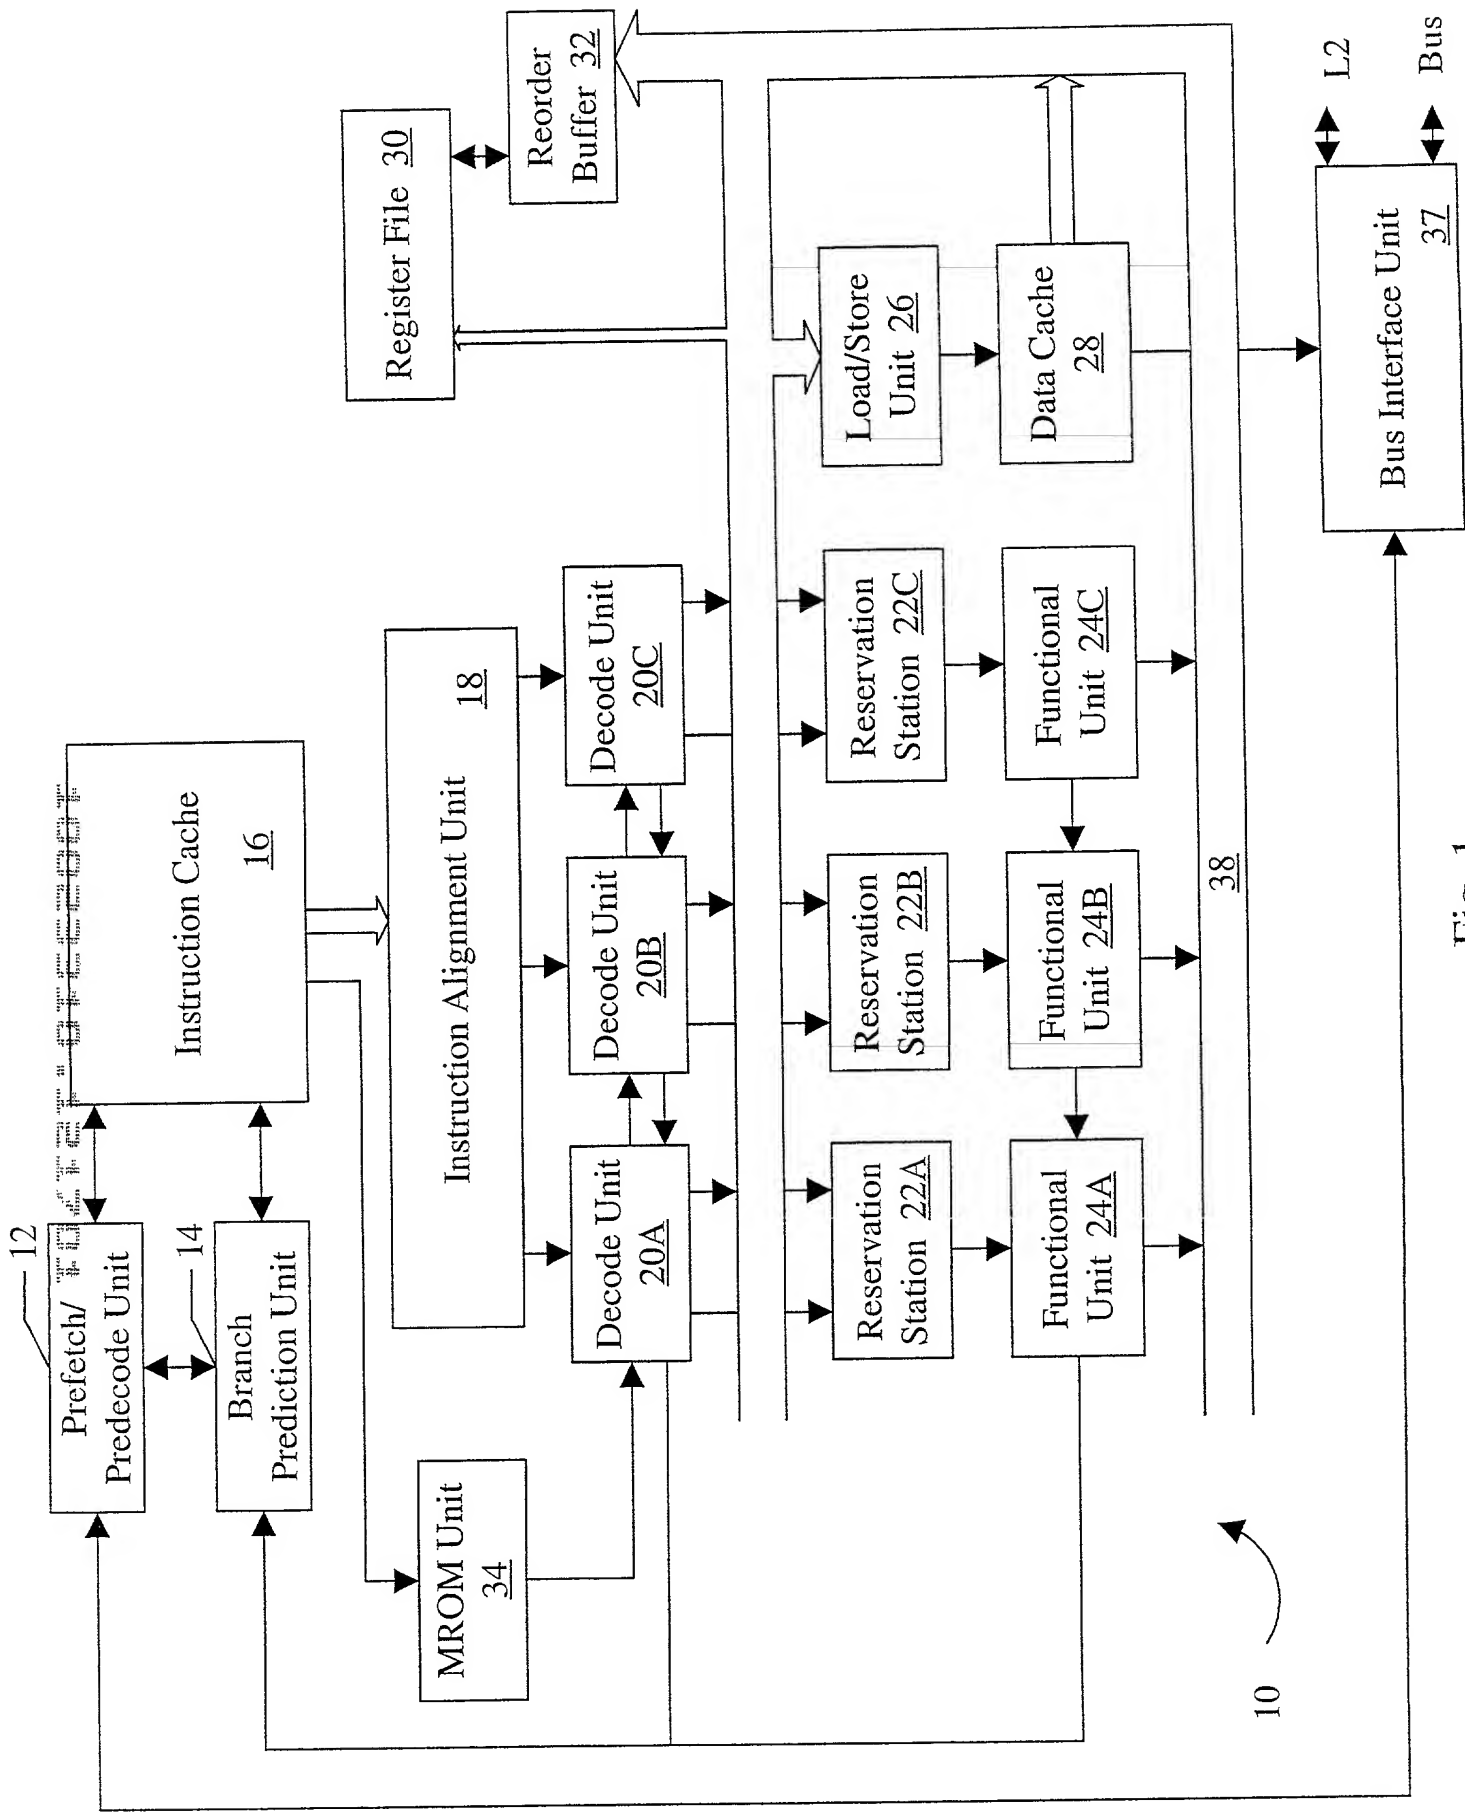 12
Prefetch/
Predecode Unit
14
Branch
Prediction Unit
Instruction Cache
16
MROM Unit
34
Instruction Alignment Unit
18
Register File 30
Reorder
Buffer 32
Decode Unit
20A
Decode Unit
20B
Decode Unit
20C
Reservation
Station 22A
Reservation
Station 22B
Reservation
Station 22C
Load/Store
Unit 26
Functional
Unit 24A
Functional
Unit 24B
Functional
Unit 24C
Data Cache
28
38
10
Bus Interface Unit
37
L2
Bus
Fig. 1